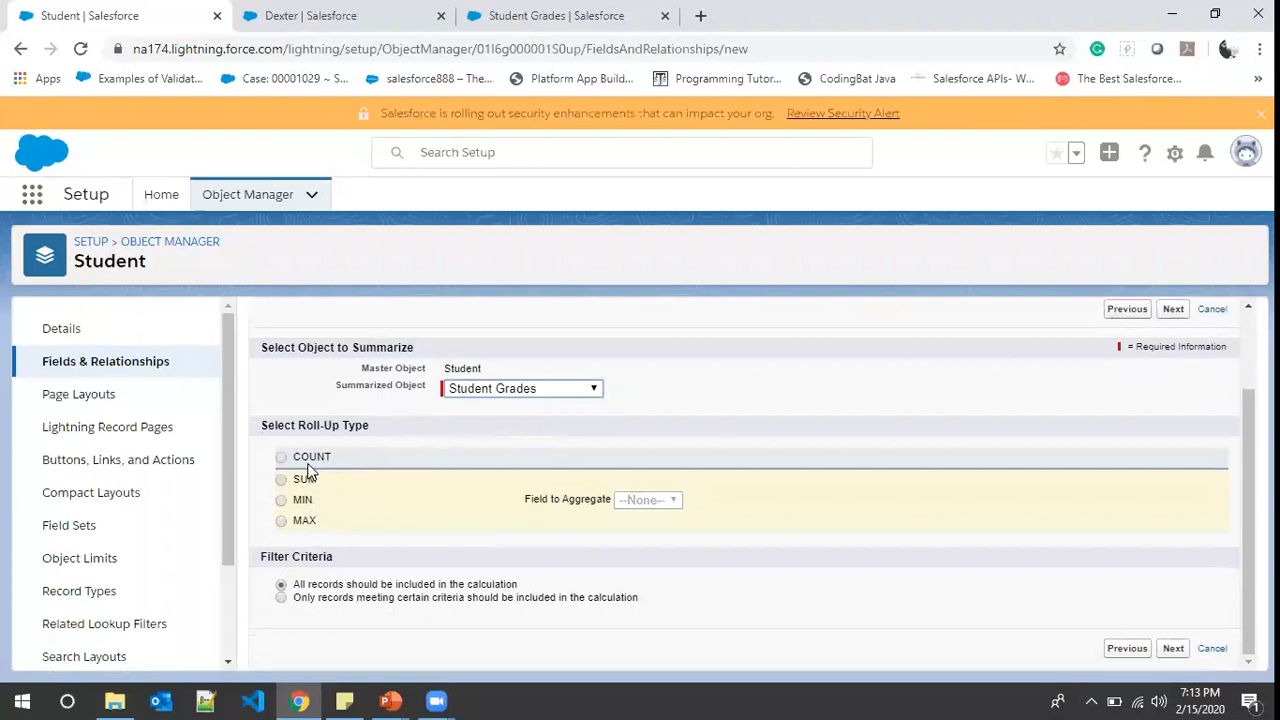 Student | Salesforce
Dexter | Salesforce
Student Grades | Salesforce
na174.lightning.force.com/lightning/setup/ObjectManager/01I6g000001S0up/FieldsAndRelationships/new
Apps
Examples of Validat...
Case: 00001029 ~ S...
salesforce888 – The...
Platform App Build...
Programming Tutor...
CodingBat Java
Salesforce APIs- W...
The Best Salesforce...
»
Salesforce is rolling out security enhancements that can impact your org. Review Security Alert
Search Setup
Setup
Home
Object Manager
SETUP > OBJECT MANAGER
Student
Details
Fields & Relationships
Page Layouts
Lightning Record Pages
Buttons, Links, and Actions
Compact Layouts
Field Sets
Object Limits
Record Types
Related Lookup Filters
Search Layouts
Previous Next Cancel
Select Object to Summarize
= Required Information
Master Object Student
Summarized Object Student Grades
Select Roll-Up Type
COUNT
SUM
MIN
Field to Aggregate --None--
MAX
Filter Criteria
All records should be included in the calculation
Only records meeting certain criteria should be included in the calculation
Previous Next Cancel
7:13 PM
2/15/2020
1